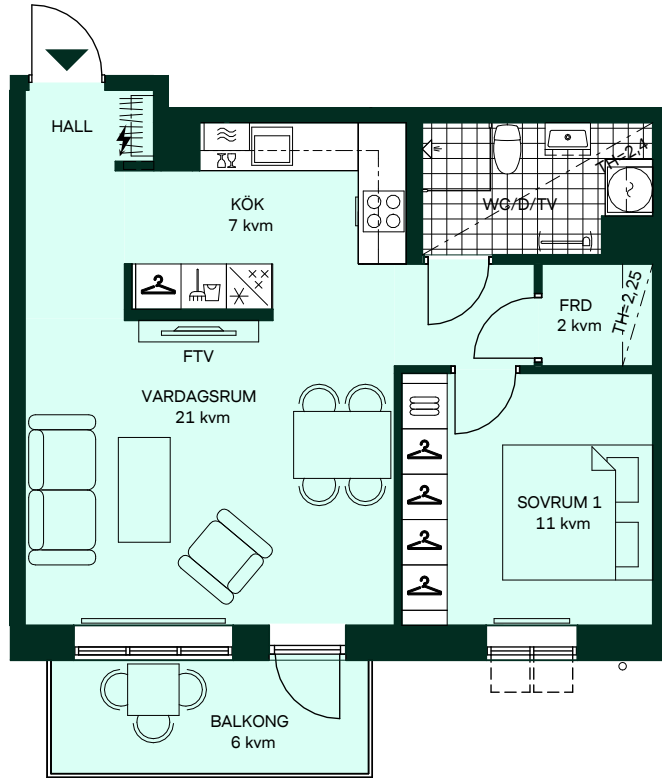 HALL
KÖK
7 kvm
TH=2,4
WC/D/TV
FRD
2 kvm
TH=2,25
FTV
VARDAGSRUM
21 kvm
SOVRUM 1
11 kvm
BALKONG
6 kvm